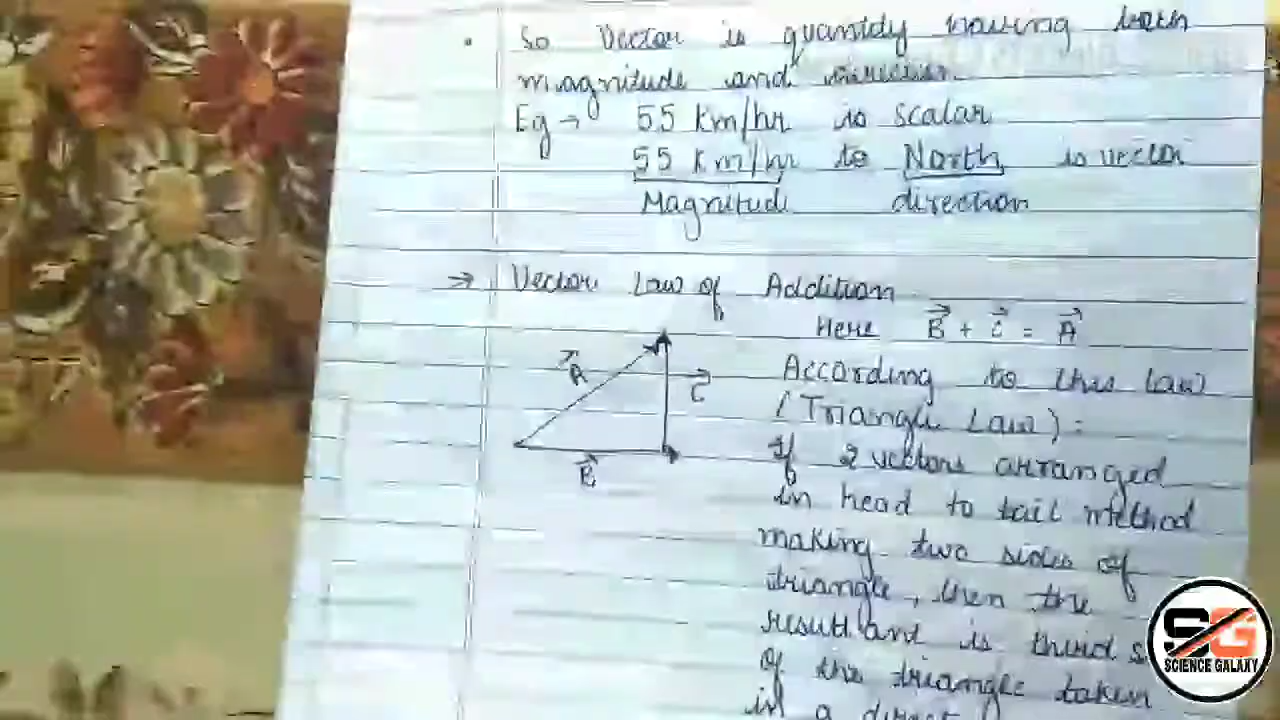 • So Vector is quantity having both
magnitude and direction.
Eg → 55 km/hr is scalar
55 km/hr to North is vector
Magnitude direction
→ Vector Law of Addition
Here B⃗ + C⃗ = A⃗
A⃗
C⃗
B⃗
According to this law
(Triangle Law):
If 2 vectors arranged
in head to tail method
making two sides of
triangle, then the
resultant is third s
of the triangle taken
in a direct
SG
SCIENCE GALAXY